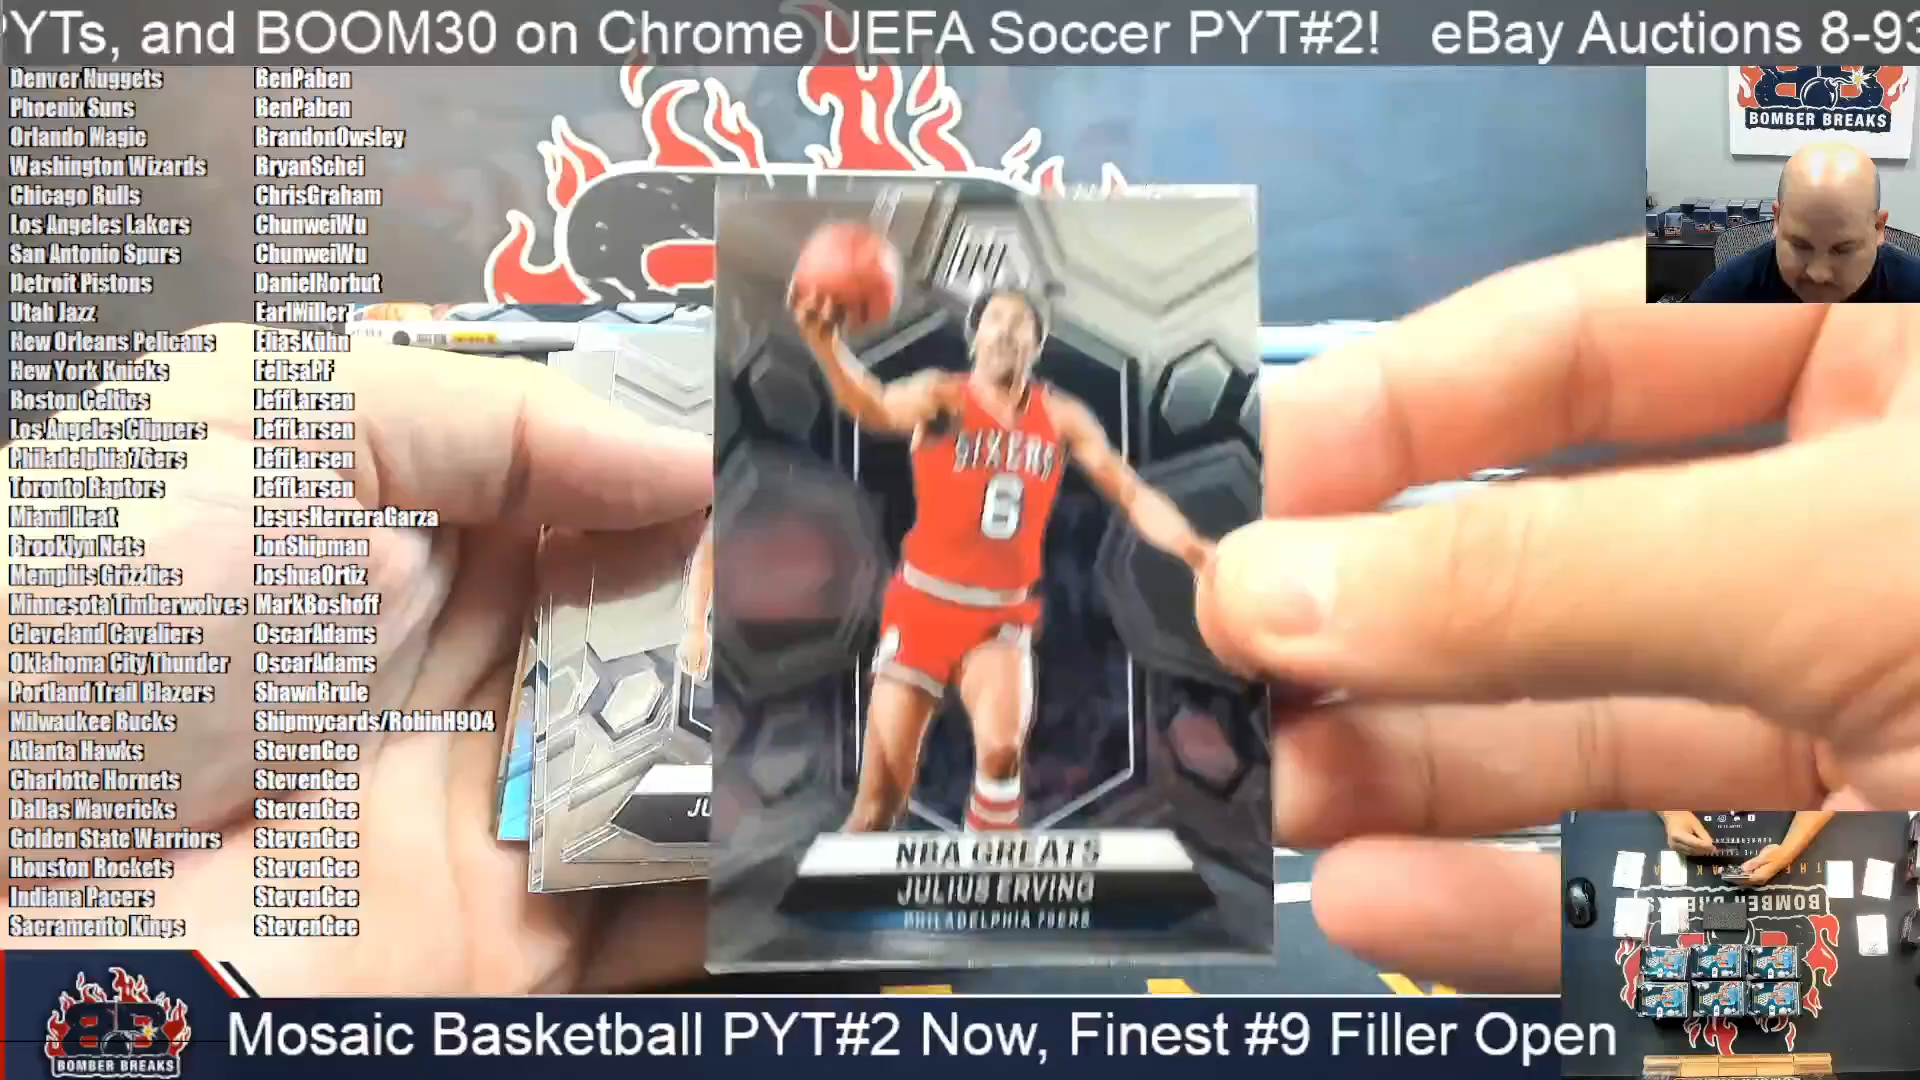 PYTs, and BOOM30 on Chrome UEFA Soccer PYT#2! eBay Auctions 8-93
Denver Nuggets BenPaben
Phoenix Suns BenPaben
Orlando Magic BrandonOwsley
Washington Wizards BryanSchei
Chicago Bulls ChrisGraham
Los Angeles Lakers ChunweiWu
San Antonio Spurs ChunweiWu
Detroit Pistons DanielNorbut
Utah Jazz EarlMiller7
New Orleans Pelicans EliasKuhn
New York Knicks FelisaPF
Boston Celtics JeffLarsen
Los Angeles Clippers JeffLarsen
Philadelphia 76ers JeffLarsen
Toronto Raptors JeffLarsen
Miami Heat JesusHerreraGarza
Brooklyn Nets JonShipman
Memphis Grizzlies JoshuaOrtiz
Minnesota Timberwolves MarkBoshoff
Cleveland Cavaliers OscarAdams
Oklahoma City Thunder OscarAdams
Portland Trail Blazers ShawnBrule
Milwaukee Bucks Shipmycards/RobinH904
Atlanta Hawks StevenGee
Charlotte Hornets StevenGee
Dallas Mavericks StevenGee
Golden State Warriors StevenGee
Houston Rockets StevenGee
Indiana Pacers StevenGee
Sacramento Kings StevenGee
BOMBER BREAKS
SIXERS
6
JU
NBA GREATS
JULIUS ERVING
PHILADELPHIA 76ERS
BOMBER BREAKS
BB
BOMBER BREAKS
Mosaic Basketball PYT#2 Now, Finest #9 Filler Open